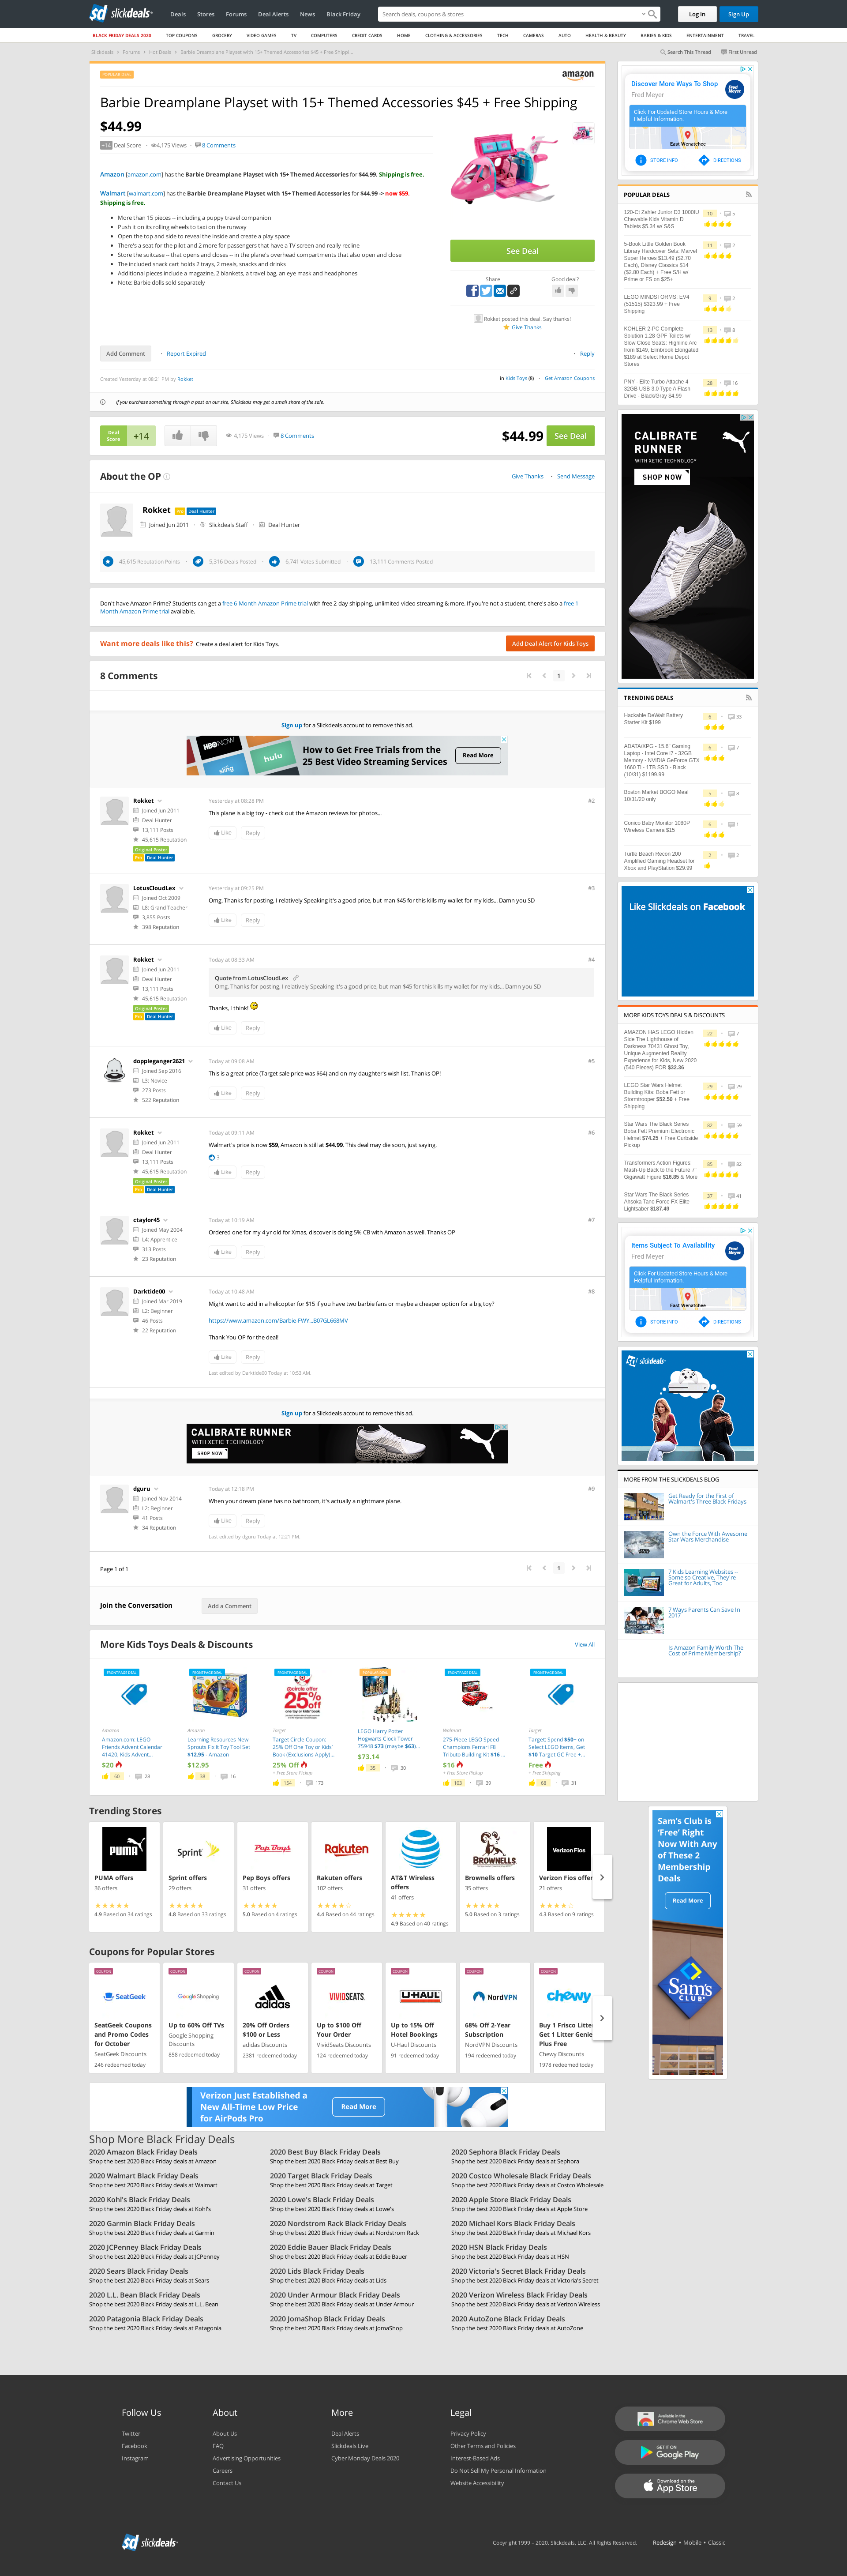 slickdeals
Deals Stores Forums Deal Alerts News Black Friday
Search deals, coupons & stores
Log In
Sign Up
BLACK FRIDAY DEALS 2020 TOP COUPONS GROCERY VIDEO GAMES TV COMPUTERS CREDIT CARDS HOME CLOTHING & ACCESSORIES TECH CAMERAS AUTO HEALTH & BEAUTY BABIES & KIDS ENTERTAINMENT TRAVEL
Slickdeals Forums Hot Deals Barbie Dreamplane Playset with 15+ Themed Accessories $45 + Free Shippi...
Search This Thread First Unread
POPULAR DEAL
amazon
Barbie Dreamplane Playset with 15+ Themed Accessories $45 + Free Shipping
$44.99
+14 Deal Score 4,175 Views 8 Comments
Amazon [amazon.com] has the Barbie Dreamplane Playset with 15+ Themed Accessories for $44.99. Shipping is free.
Walmart [walmart.com] has the Barbie Dreamplane Playset with 15+ Themed Accessories for $44.99 -> now $59.
Shipping is free.
More than 15 pieces -- including a puppy travel companion
Push it on its rolling wheels to taxi on the runway
Open the top and side to reveal the inside and create a play space
There's seat for the pilot and 2 more for passengers that have a TV screen and really recline
Store the suitcase -- that opens and closes -- in the plane's overhead compartments that also open and close
The included snack cart holds 2 trays, 2 meals, snacks and drinks
Additional pieces include a magazine, 2 blankets, a travel bag, an eye mask and headphones
Note: Barbie dolls sold separately
See Deal
Share Good deal?
Rokket posted this deal. Say thanks!
Give Thanks
Add Comment Report Expired Reply
Created Yesterday at 08:21 PM by Rokket
in Kids Toys (8) Get Amazon Coupons
If you purchase something through a post on our site, Slickdeals may get a small share of the sale.
Deal
Score
+14
4,175 Views 8 Comments
$44.99 See Deal
About the OP
Give Thanks Send Message
Rokket Pro Deal Hunter
Joined Jun 2011 Slickdeals Staff Deal Hunter
45,615 Reputation Points 5,316 Deals Posted 6,741 Votes Submitted 13,111 Comments Posted
Don't have Amazon Prime? Students can get a free 6-Month Amazon Prime trial with free 2-day shipping, unlimited video streaming & more. If you're not a student, there's also a free 1-
Month Amazon Prime trial available.
Want more deals like this? Create a deal alert for Kids Toys.
Add Deal Alert for Kids Toys
8 Comments
1
Sign up for a Slickdeals account to remove this ad.
HBO NOW
hulu
sling
How to Get Free Trials from the
25 Best Video Streaming Services
Read More
Rokket
Joined Jun 2011
Deal Hunter
13,111 Posts
45,615 Reputation
Original Poster
Pro Deal Hunter
Yesterday at 08:28 PM #2
This plane is a big toy - check out the Amazon reviews for photos...
Like Reply
LotusCloudLex
Joined Oct 2009
L8: Grand Teacher
3,855 Posts
398 Reputation
Yesterday at 09:25 PM #3
Omg. Thanks for posting, I relatively Speaking it's a good price, but man $45 for this kills my wallet for my kids... Damn you SD
Like Reply
Rokket
Joined Jun 2011
Deal Hunter
13,111 Posts
45,615 Reputation
Original Poster
Pro Deal Hunter
Today at 08:33 AM #4
Quote from LotusCloudLex
Omg. Thanks for posting, I relatively Speaking it's a good price, but man $45 for this kills my wallet for my kids... Damn you SD
Thanks, I think!
Like Reply
doppleganger2621
Joined Sep 2016
L3: Novice
273 Posts
522 Reputation
Today at 09:08 AM #5
This is a great price (Target sale price was $64) and on my daughter's wish list. Thanks OP!
Like Reply
Rokket
Joined Jun 2011
Deal Hunter
13,111 Posts
45,615 Reputation
Original Poster
Pro Deal Hunter
Today at 09:11 AM #6
Walmart's price is now $59, Amazon is still at $44.99. This deal may die soon, just saying.
3
Like Reply
ctaylor45
Joined May 2004
L4: Apprentice
313 Posts
23 Reputation
Today at 10:19 AM #7
Ordered one for my 4 yr old for Xmas, discover is doing 5% CB with Amazon as well. Thanks OP
Like Reply
Darktide00
Joined Mar 2019
L2: Beginner
46 Posts
22 Reputation
Today at 10:48 AM #8
Might want to add in a helicopter for $15 if you have two barbie fans or maybe a cheaper option for a big toy?
https://www.amazon.com/Barbie-FWY...B07GL668MV
Thank You OP for the deal!
Like Reply
Last edited by Darktide00 Today at 10:53 AM
Sign up for a Slickdeals account to remove this ad.
CALIBRATE RUNNER
WITH XETIC TECHNOLOGY
SHOP NOW
dguru
Joined Nov 2014
L2: Beginner
41 Posts
34 Reputation
Today at 12:18 PM #9
When your dream plane has no bathroom, it's actually a nightmare plane.
Like Reply
Last edited by dguru Today at 12:21 PM
Page 1 of 1
1
Join the Conversation Add a Comment
More Kids Toys Deals & Discounts View All
FRONTPAGE DEAL
Amazon
Amazon.com: LEGO
Friends Advent Calendar
41420, Kids Advent...
$20
60 28
FRONTPAGE DEAL
Amazon
Learning Resources New
Sprouts Fix It Toy Tool Set
$12.95 - Amazon
$12.95
38 16
FRONTPAGE DEAL
circle offer
25%
off
Target
Target Circle Coupon:
25% Off One Toy or Kids'
Book (Exclusions Apply)...
25% Off
+ Free Store Pickup
154 173
POPULAR DEAL
LEGO Harry Potter
Hogwarts Clock Tower
75948 $73 (maybe $63)...
$73.14
35 30
FRONTPAGE DEAL
Walmart
275-Piece LEGO Speed
Champions Ferrari F8
Tributo Building Kit $16 ...
$16
+ Free Store Pickup
103 39
FRONTPAGE DEAL
Target
Target: Spend $50+ on
Select LEGO Items, Get
$10 Target GC Free +...
Free
+ Free Shipping
68 31
Trending Stores
PUMA
PUMA offers
36 offers
4.9 Based on 34 ratings
Sprint
Sprint offers
29 offers
4.8 Based on 33 ratings
Pep Boys
Pep Boys offers
31 offers
5.0 Based on 4 ratings
Rakuten
Rakuten offers
102 offers
4.4 Based on 44 ratings
AT&T Wireless
offers
41 offers
4.9 Based on 40 ratings
BROWNELLS
Brownells offers
35 offers
5.0 Based on 3 ratings
Verizon Fios
Verizon Fios offer
21 offers
4.3 Based on 9 ratings
Coupons for Popular Stores
COUPON
SeatGeek
SeatGeek Coupons
and Promo Codes
for October
SeatGeek Discounts
246 redeemed today
COUPON
Google Shopping
Up to 60% Off TVs
Google Shopping
Discounts
858 redeemed today
COUPON
adidas
20% Off Orders
$100 or Less
adidas Discounts
2381 redeemed today
COUPON
VIVIDSEATS
Up to $100 Off
Your Order
VividSeats Discounts
124 redeemed today
COUPON
U-HAUL
Up to 15% Off
Hotel Bookings
U-Haul Discounts
91 redeemed today
COUPON
NordVPN
68% Off 2-Year
Subscription
NordVPN Discounts
194 redeemed today
COUPON
chewy
Buy 1 Frisco Litter
Get 1 Litter Genie
Plus Free
Chewy Discounts
1978 redeemed today
Verizon Just Established a
New All-Time Low Price
for AirPods Pro
Read More
Shop More Black Friday Deals
2020 Amazon Black Friday Deals
Shop the best 2020 Black Friday deals at Amazon
2020 Best Buy Black Friday Deals
Shop the best 2020 Black Friday deals at Best Buy
2020 Sephora Black Friday Deals
Shop the best 2020 Black Friday deals at Sephora
2020 Walmart Black Friday Deals
Shop the best 2020 Black Friday deals at Walmart
2020 Target Black Friday Deals
Shop the best 2020 Black Friday deals at Target
2020 Costco Wholesale Black Friday Deals
Shop the best 2020 Black Friday deals at Costco Wholesale
2020 Kohl's Black Friday Deals
Shop the best 2020 Black Friday deals at Kohl's
2020 Lowe's Black Friday Deals
Shop the best 2020 Black Friday deals at Lowe's
2020 Apple Store Black Friday Deals
Shop the best 2020 Black Friday deals at Apple Store
2020 Garmin Black Friday Deals
Shop the best 2020 Black Friday deals at Garmin
2020 Nordstrom Rack Black Friday Deals
Shop the best 2020 Black Friday deals at Nordstrom Rack
2020 Michael Kors Black Friday Deals
Shop the best 2020 Black Friday deals at Michael Kors
2020 JCPenney Black Friday Deals
Shop the best 2020 Black Friday deals at JCPenney
2020 Eddie Bauer Black Friday Deals
Shop the best 2020 Black Friday deals at Eddie Bauer
2020 HSN Black Friday Deals
Shop the best 2020 Black Friday deals at HSN
2020 Sears Black Friday Deals
Shop the best 2020 Black Friday deals at Sears
2020 Lids Black Friday Deals
Shop the best 2020 Black Friday deals at Lids
2020 Victoria's Secret Black Friday Deals
Shop the best 2020 Black Friday deals at Victoria's Secret
2020 L.L. Bean Black Friday Deals
Shop the best 2020 Black Friday deals at L.L. Bean
2020 Under Armour Black Friday Deals
Shop the best 2020 Black Friday deals at Under Armour
2020 Verizon Wireless Black Friday Deals
Shop the best 2020 Black Friday deals at Verizon Wireless
2020 Patagonia Black Friday Deals
Shop the best 2020 Black Friday deals at Patagonia
2020 JomaShop Black Friday Deals
Shop the best 2020 Black Friday deals at JomaShop
2020 AutoZone Black Friday Deals
Shop the best 2020 Black Friday deals at AutoZone
Discover More Ways To Shop
Fred Meyer
Click For Updated Store Hours & More
Helpful Information.
East Wenatchee
STORE INFO DIRECTIONS
POPULAR DEALS
120-Ct Zahler Junior D3 1000IU
Chewable Kids Vitamin D
Tablets $5.34 w/ S&S
10 5
5-Book Little Golden Book
Library Hardcover Sets: Marvel
Super Heroes $13.49 ($2.70
Each), Disney Classics $14
($2.80 Each) + Free S/H w/
Prime or FS on $25+
11 2
LEGO MINDSTORMS: EV4
(51515) $323.99 + Free
Shipping
9 2
KOHLER 2-PC Complete
Solution 1.28 GPF Toilets w/
Slow Close Seats: Highline Arc
from $149, Elmbrook Elongated
$189 at Select Home Depot
Stores
13 8
PNY - Elite Turbo Attache 4
32GB USB 3.0 Type A Flash
Drive - Black/Gray $4.99
28 16
CALIBRATE
RUNNER
WITH XETIC TECHNOLOGY
SHOP NOW
TRENDING DEALS
Hackable DeWalt Battery
Starter Kit $199
6 33
ADATA/XPG - 15.6" Gaming
Laptop - Intel Core i7 - 32GB
Memory - NVIDIA GeForce GTX
1660 Ti - 1TB SSD - Black
(10/31) $1199.99
6 7
Boston Market BOGO Meal
10/31/20 only
5 8
Conico Baby Monitor 1080P
Wireless Camera $15
6 1
Turtle Beach Recon 200
Amplified Gaming Headset for
Xbox and PlayStation $29.99
2 2
Like Slickdeals on Facebook
MORE KIDS TOYS DEALS & DISCOUNTS
AMAZON HAS LEGO Hidden
Side The Lighthouse of
Darkness 70431 Ghost Toy,
Unique Augmented Reality
Experience for Kids, New 2020
(540 Pieces) FOR $32.36
22 7
LEGO Star Wars Helmet
Building Kits: Boba Fett or
Stormtrooper $52.50 + Free
Shipping
29 29
Star Wars The Black Series
Boba Fett Premium Electronic
Helmet $74.25 + Free Curbside
Pickup
82 59
Transformers Action Figures:
Mash-Up Back to the Future 7"
Gigawatt Figure $16.85 & More
85 82
Star Wars The Black Series
Ahsoka Tano Force FX Elite
Lightsaber $187.49
37 41
Items Subject To Availability
Fred Meyer
Click For Updated Store Hours & More
Helpful Information.
East Wenatchee
STORE INFO DIRECTIONS
slickdeals
MORE FROM THE SLICKDEALS BLOG
Get Ready for the First of
Walmart's Three Black Fridays
Own the Force With Awesome
Star Wars Merchandise
7 Kids Learning Websites --
Some so Creative, They're
Great for Adults, Too
7 Ways Parents Can Save In
2017
Is Amazon Family Worth The
Cost of Prime Membership?
Sam's Club is
'Free' Right
Now With Any
of These 2
Membership
Deals
Read More
Sam's
CLUB
Follow Us
Twitter
Facebook
Instagram
About
About Us
FAQ
Advertising Opportunities
Careers
Contact Us
More
Deal Alerts
Slickdeals Live
Cyber Monday Deals 2020
Legal
Privacy Policy
Other Terms and Policies
Interest-Based Ads
Do Not Sell My Personal Information
Website Accessibility
Available in the
Chrome Web Store
GET IT ON
Google Play
Download on the
App Store
slickdeals
Copyright 1999 - 2020. Slickdeals, LLC. All Rights Reserved. Redesign • Mobile • Classic